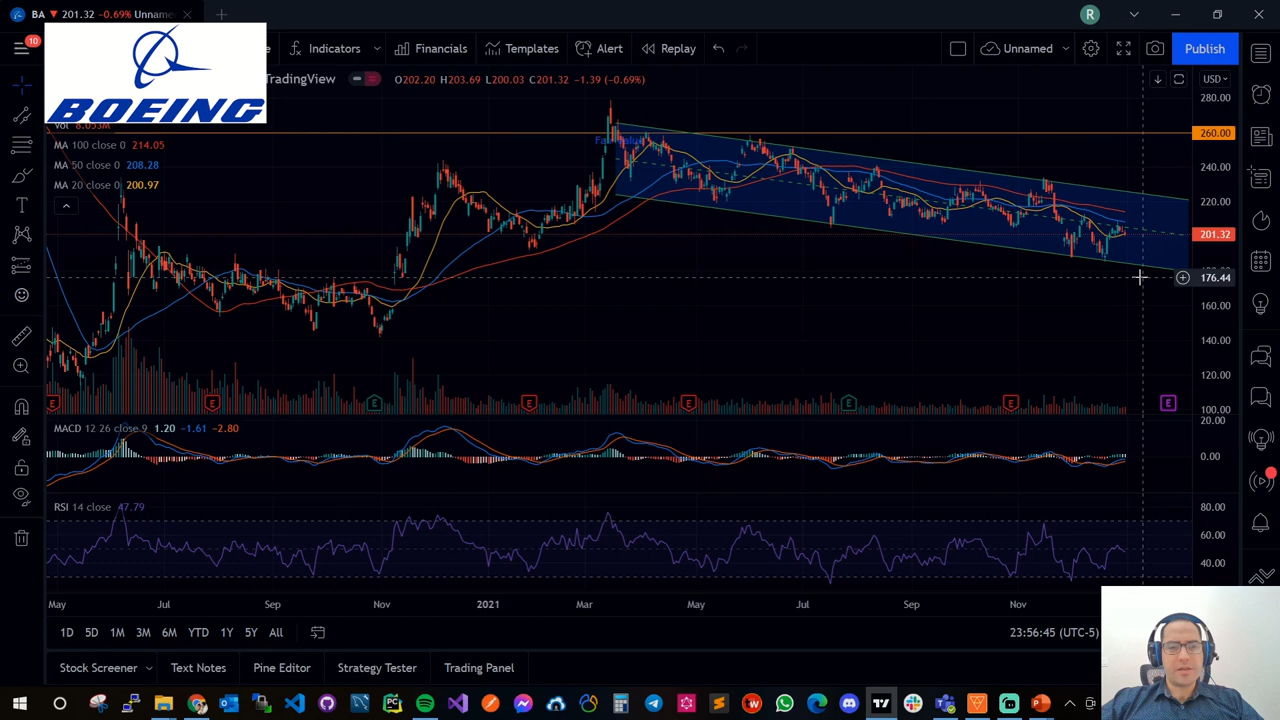 BA ▼ 201.32 -0.69% Unname
R
10
BOEING
Indicators
Financials
Templates
Alert
Replay
Unnamed
Publish
TradingView
O202.20 H203.69 L200.03 C201.32 -1.39 (-0.69%)
USD
Vol 8.053M
MA 100 close 0 214.05
MA 50 close 0 208.28
MA 20 close 0 200.97
280.00
260.00
240.00
220.00
201.32
176.44
160.00
140.00
120.00
100.00
E E E E E E E E
MACD 12 26 close 9 1.20 -1.61 -2.80
20.00
0.00
RSI 14 close 47.79
80.00
60.00
40.00
May Jul Sep Nov 2021 Mar May Jul Sep Nov
1D 5D 1M 3M 6M YTD 1Y 5Y All
23:56:45 (UTC-5)
Stock Screener
Text Notes
Pine Editor
Strategy Tester
Trading Panel